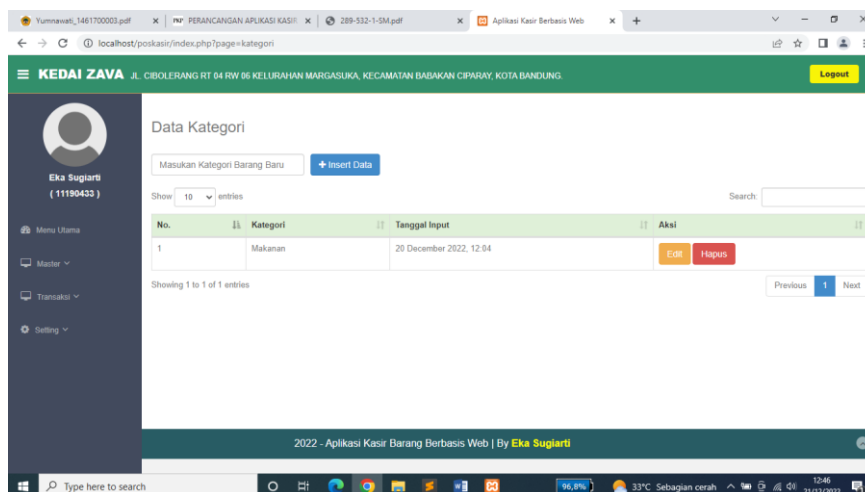 Yumnawati_1461700003.pdf
PERANCANGAN APLIKASI KASIR
289-532-1-SM.pdf
Aplikasi Kasir Berbasis Web
localhost/poskasir/index.php?page=kategori
KEDAI ZAVA JL. CIBOLERANG RT 04 RW 06 KELURAHAN MARGASUKA, KECAMATAN BABAKAN CIPARAY, KOTA BANDUNG.
Logout
Eka Sugiarti
( 11190433 )
Menu Utama
Master
Transaksi
Setting
Data Kategori
Masukan Kategori Barang Baru
+ Insert Data
Show 10 entries
Search:
No. Kategori Tanggal Input Aksi
1 Makanan 20 December 2022, 12:04 Edit Hapus
Showing 1 to 1 of 1 entries
Previous 1 Next
2022 - Aplikasi Kasir Barang Berbasis Web | By Eka Sugiarti
Type here to search
96,8%
33°C Sebagian cerah
12:46
21/12/2022